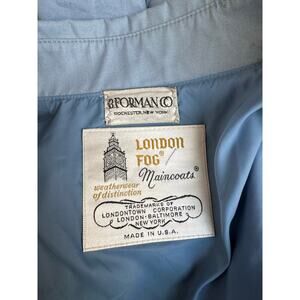 B. FORMAN CO
ROCHESTER, NEW YORK
LONDON
FOG®
Maincoats®
weatherwear
of distinction
TRADEMARKS OF
LONDONTOWN CORPORATION
LONDON-BALTIMORE
NEW YORK
MADE IN U.S.A.